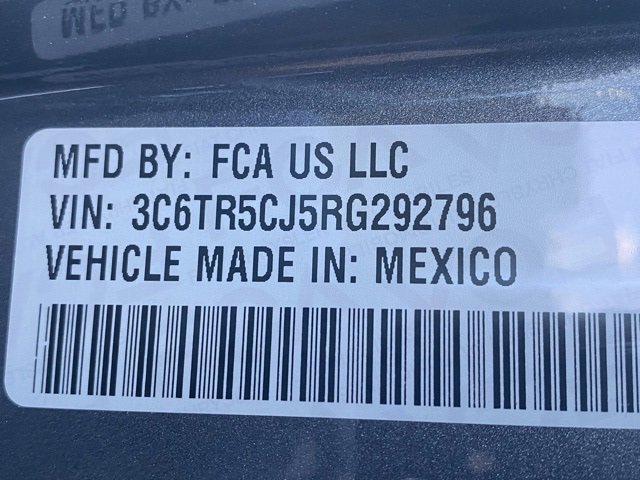 MFD BY: FCA US LLC
VIN: 3C6TR5CJ5RG292796
VEHICLE MADE IN: MEXICO